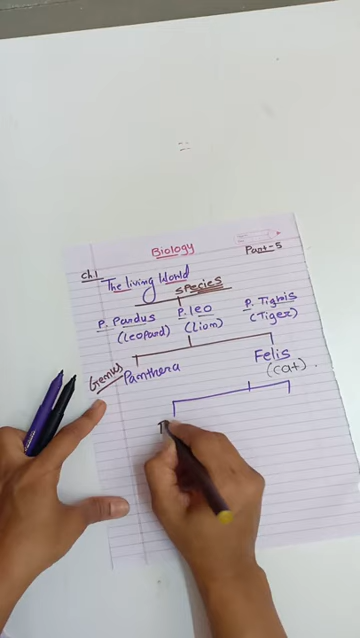 Biology
Part-5
Ch.1
The living World
species
P. Pardus P. leo P. Tigris
(Leopard) (Lion) (Tiger)
Genus Panthera Felis
(cat).